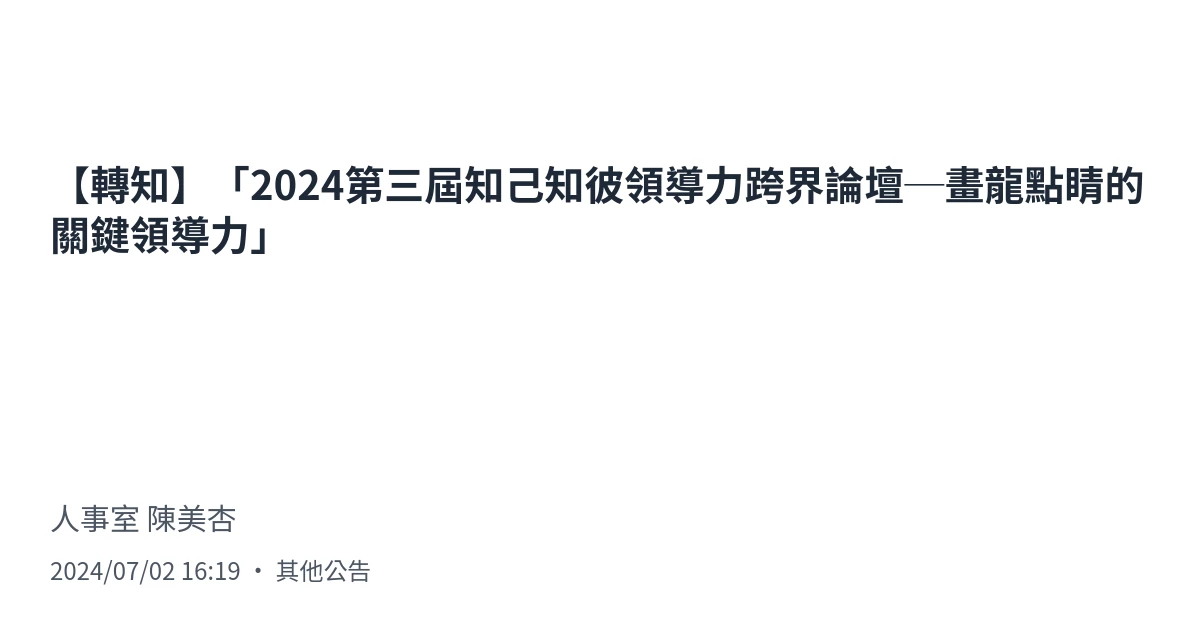 【轉知】「2024第三屆知己知彼領導力跨界論壇─畫龍點睛的
關鍵領導力」
人事室 陳美杏
2024/07/02 16:19 ・ 其他公告